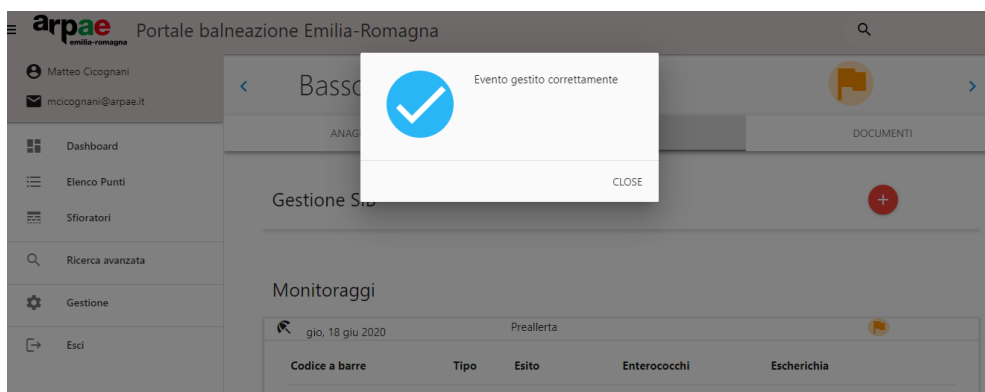 arpae
emilia-romagna
Portale balneazione Emilia-Romagna
Matteo Cicognani
mcicognani@arpae.it
Dashboard
Elenco Punti
Sfioratori
Ricerca avanzata
Gestione
Esci
Evento gestito correttamente
CLOSE
DOCUMENTI
Gestione
Monitoraggi
gio, 18 giu 2020 Preallerta
Codice a barre Tipo Esito Enterococchi Escherichia